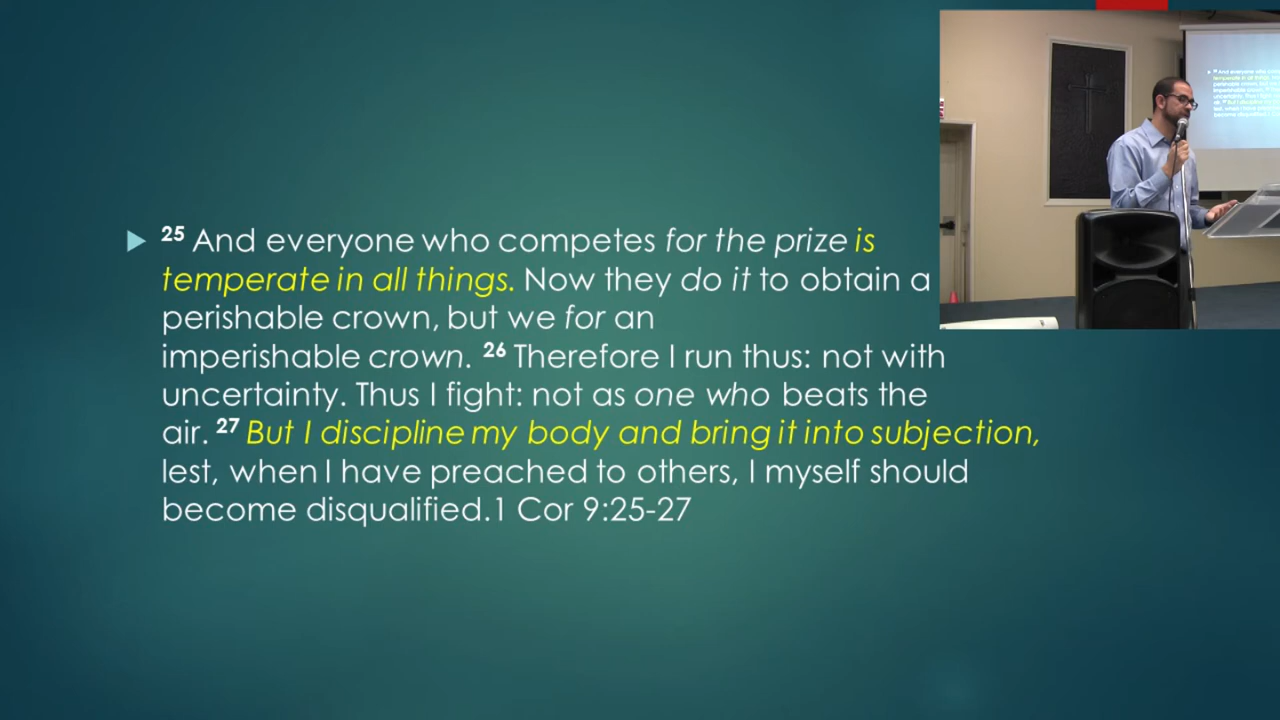 25 And everyone who competes for the prize is
temperate in all things. Now they do it to obtain a
perishable crown, but we for an
imperishable crown. 26 Therefore I run thus: not with
uncertainty. Thus I fight: not as one who beats the
air. 27 But I discipline my body and bring it into subjection,
lest, when I have preached to others, I myself should
become disqualified.1 Cor 9:25-27